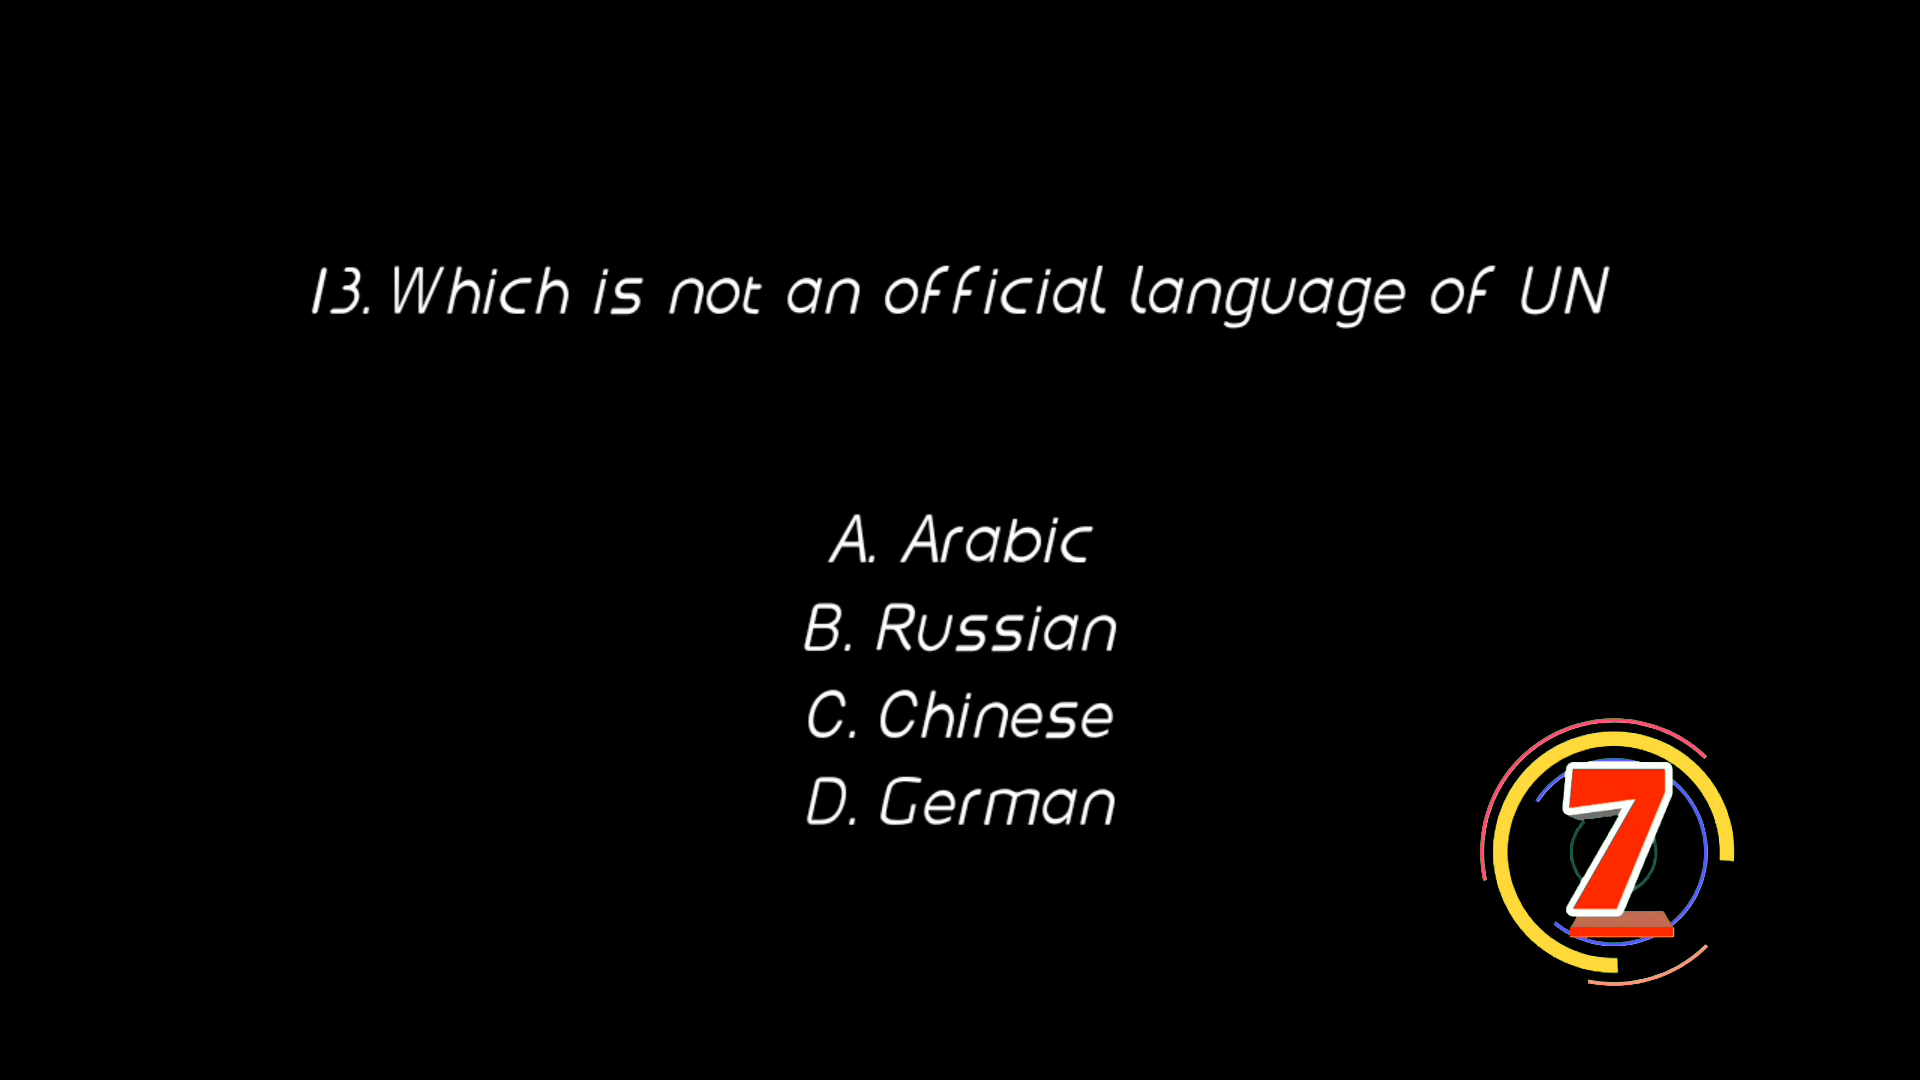 13. Which is not an official language of UN
A. Arabic
B. Russian
C. Chinese
D. German
7